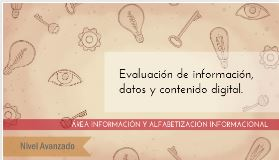 Evaluación de información,
datos y contenido digital.
ÁREA INFORMACIÓN Y ALFABETIZACIÓN INFORMACIONAL
Nivel Avanzado